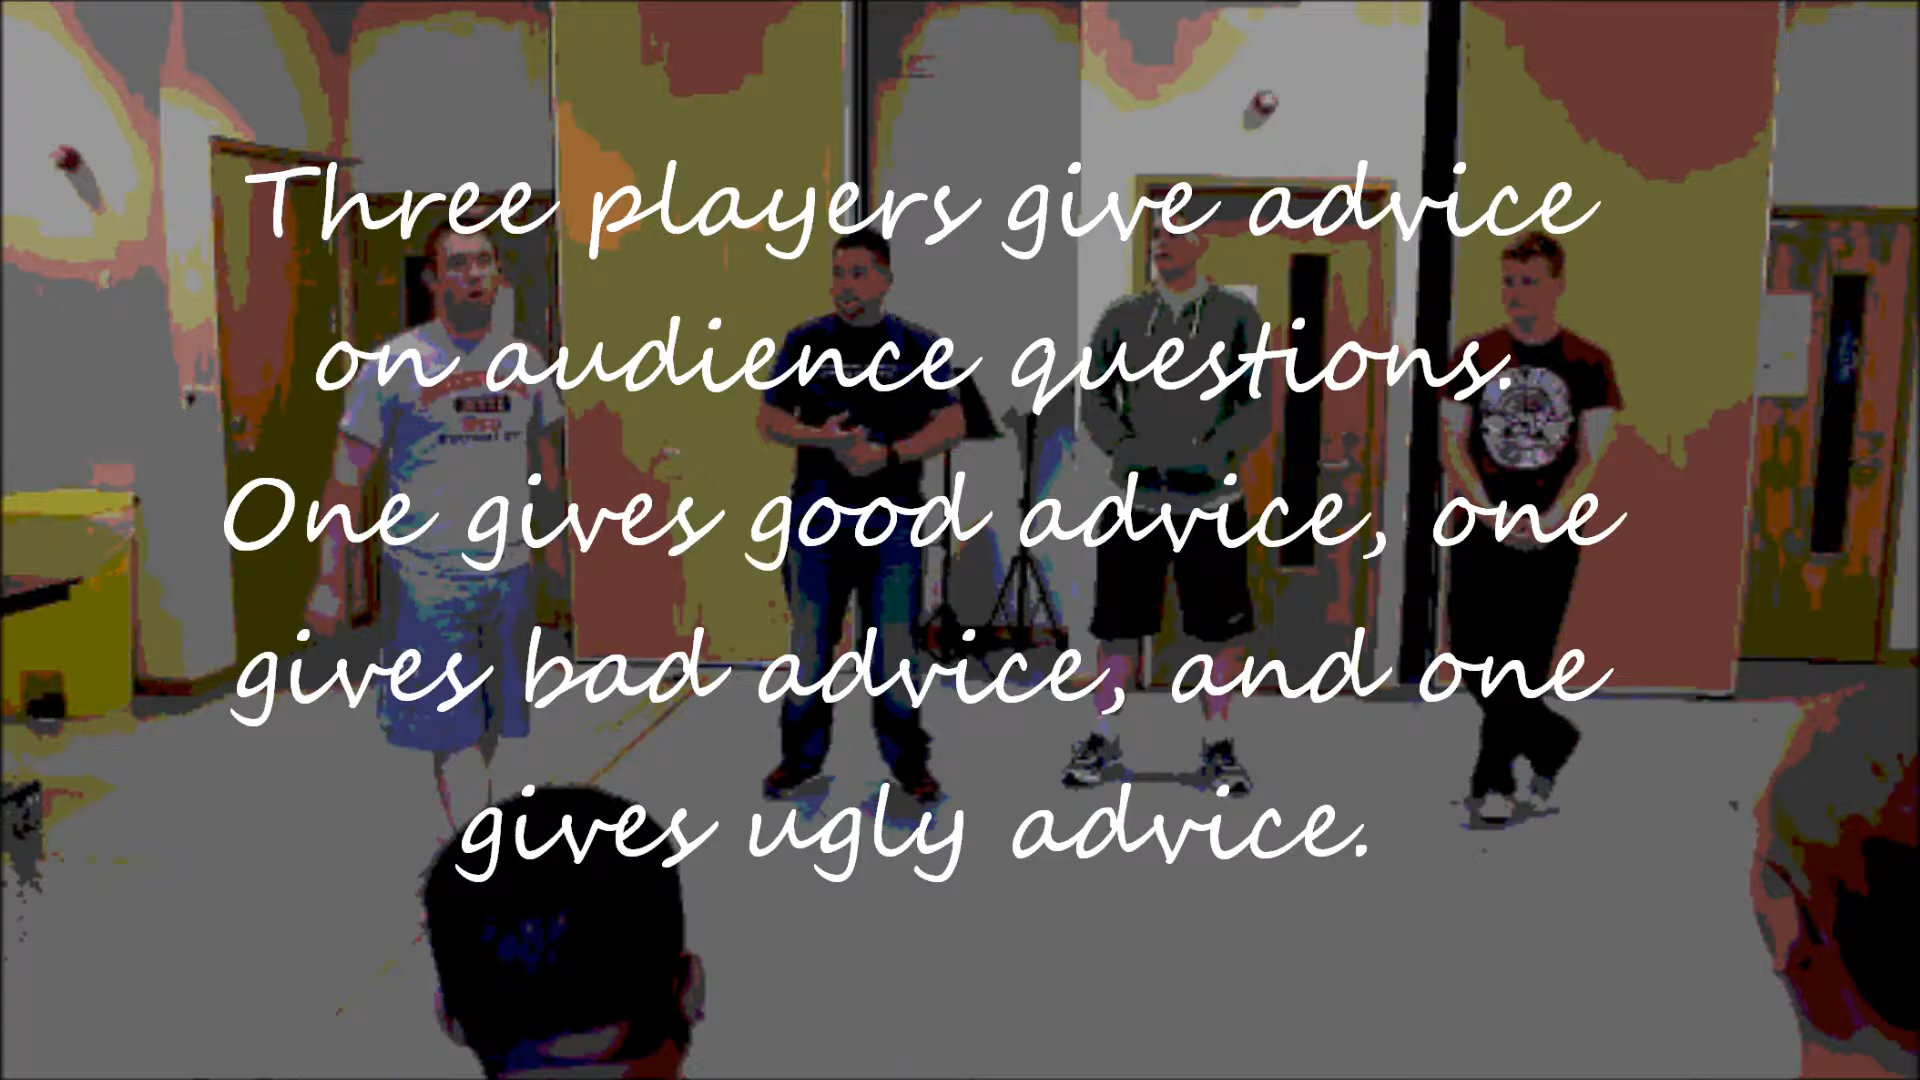 Three players give advice
on audience questions.
One gives good advice, one
gives bad advice, and one
gives ugly advice.